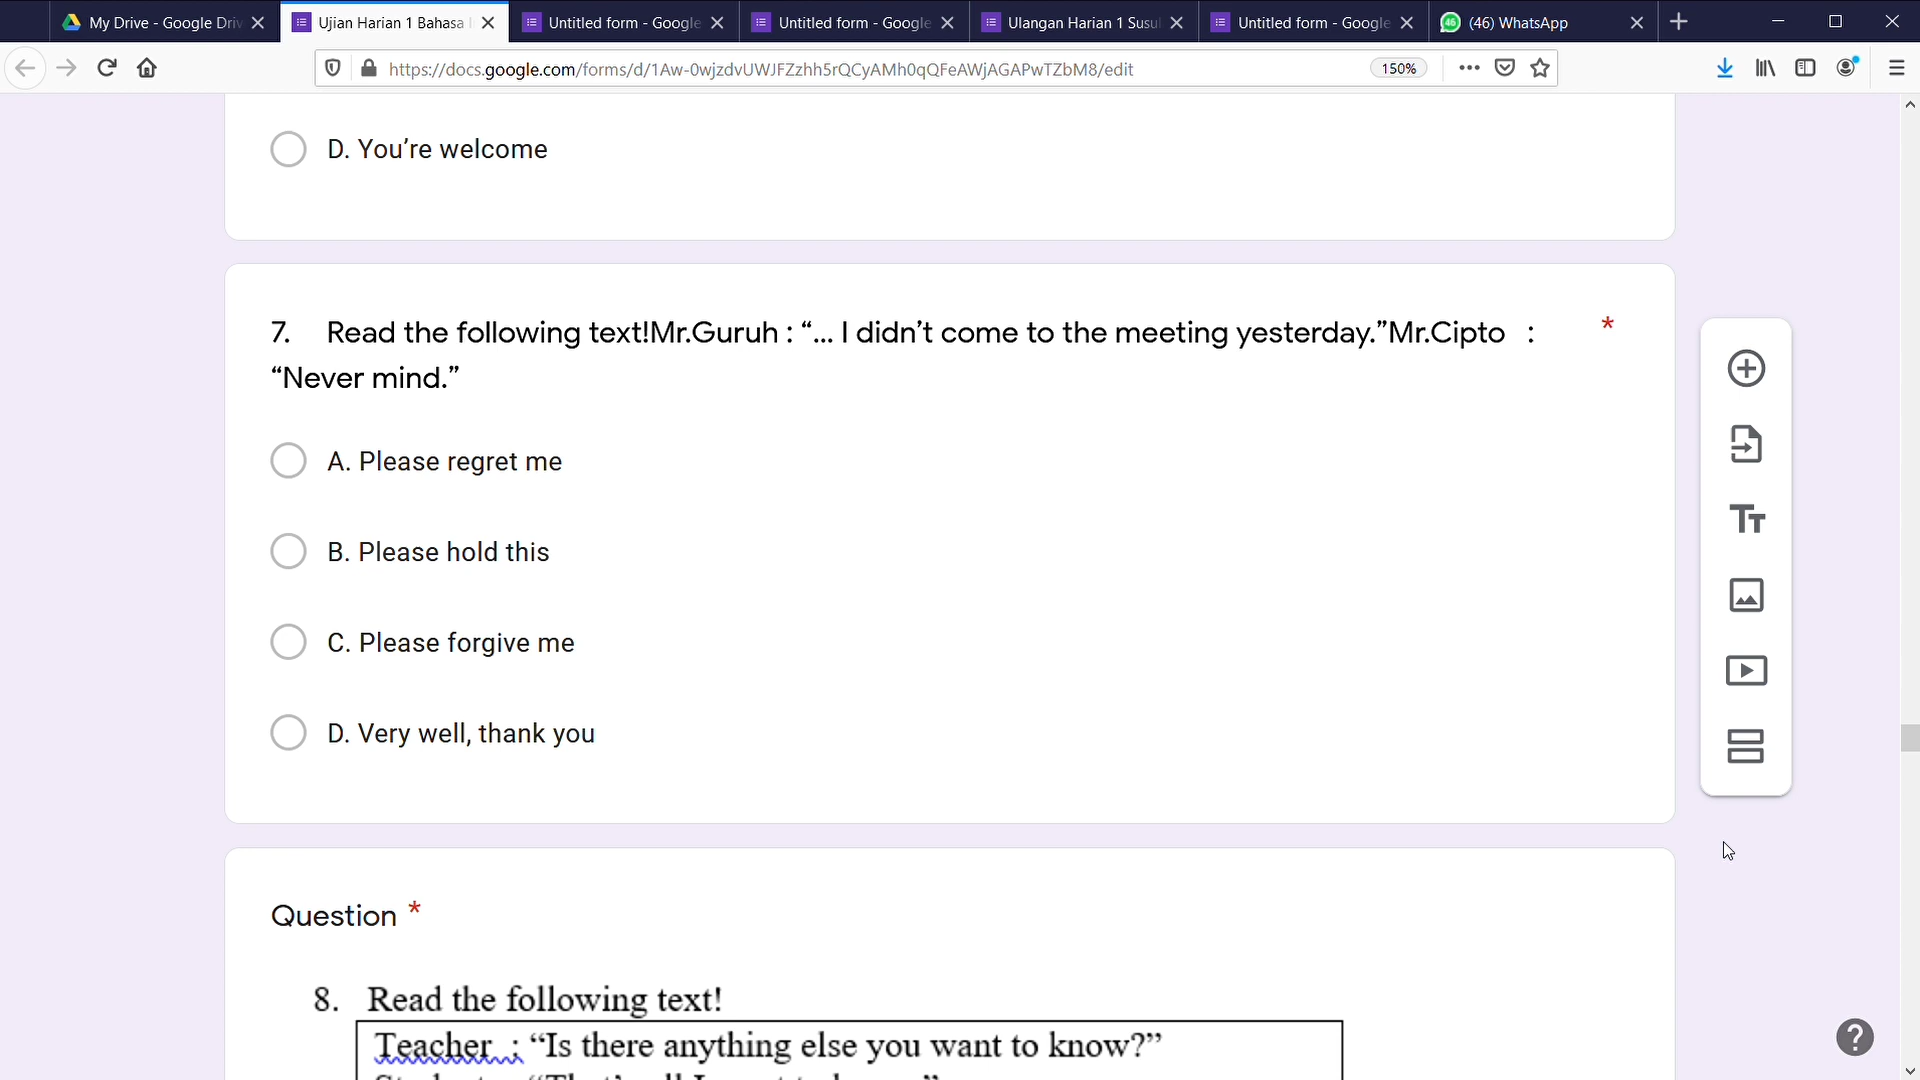 My Drive - Google Driv
Ujian Harian 1 Bahasa I
Untitled form - Google
Untitled form - Google
Ulangan Harian 1 Susul
Untitled form - Google
46 (46) WhatsApp
https://docs.google.com/forms/d/1Aw-0wjzdvUWJFZzhh5rQCyAMh0qQFeAWjAGAPwTZbM8/edit
150%
D. You’re welcome
7. Read the following text!Mr.Guruh : “... I didn’t come to the meeting yesterday.”Mr.Cipto : *
“Never mind.”
A. Please regret me
B. Please hold this
C. Please forgive me
D. Very well, thank you
Question *
8. Read the following text!
Teacher : “Is there anything else you want to know?”